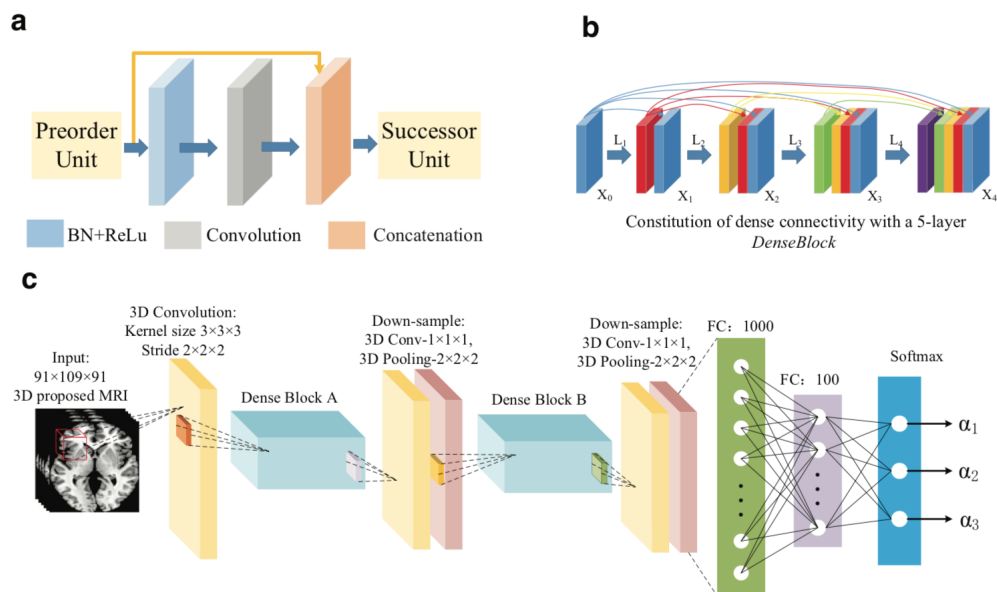 a
Preorder
Unit
Successor
Unit
BN+ReLu
Convolution
Concatenation
b
L₁
L₂
L₃
L₄
X₀
X₁
X₂
X₃
X₄
Constitution of dense connectivity with a 5-layer
DenseBlock
c
Input:
91×109×91
3D proposed MRI
3D Convolution:
Kernel size 3×3×3
Stride 2×2×2
Dense Block A
Down-sample:
3D Conv-1×1×1,
3D Pooling-2×2×2
Dense Block B
Down-sample:
3D Conv-1×1×1,
3D Pooling-2×2×2
FC：1000
FC：100
Softmax
α₁
α₂
α₃